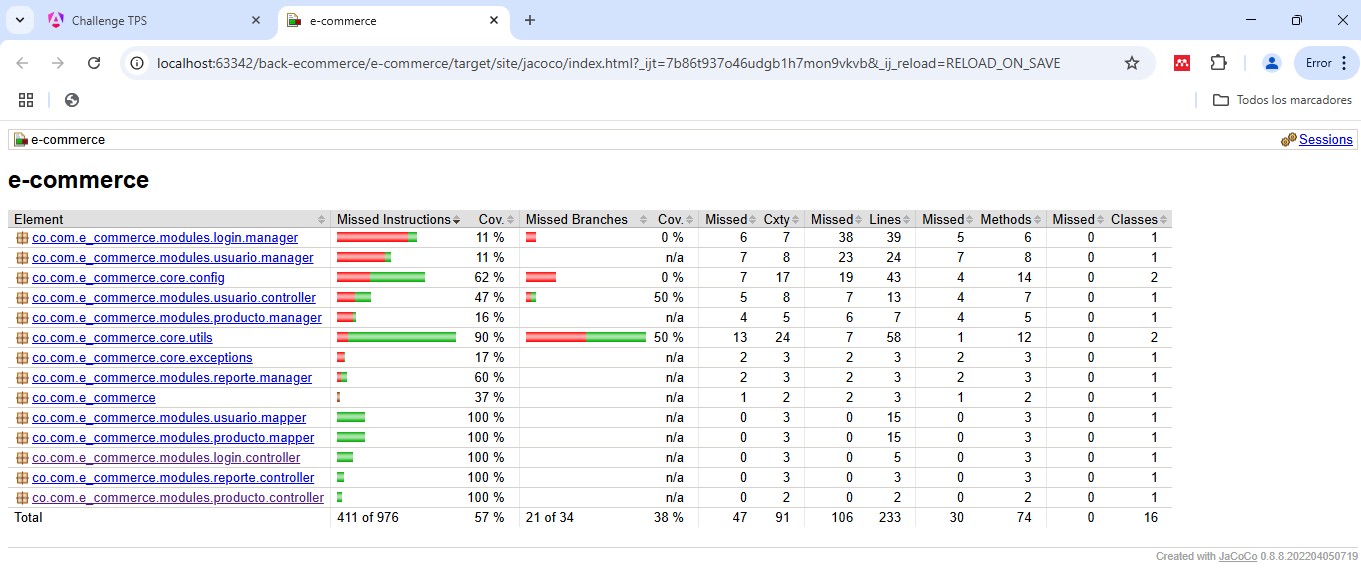 Challenge TPS
e-commerce
localhost:63342/back-ecommerce/e-commerce/target/site/jacoco/index.html?_ijt=7b86t937o46udgb1h7mon9vkvb&_ij_reload=RELOAD_ON_SAVE
Error
Todos los marcadores
e-commerce Sessions
e-commerce
Element Missed Instructions Cov. Missed Branches Cov. Missed Cxty Missed Lines Missed Methods Missed Classes
co.com.e_commerce.modules.login.manager 11 % 0 % 6 7 38 39 5 6 0 1
co.com.e_commerce.modules.usuario.manager 11 % n/a 7 8 23 24 7 8 0 1
co.com.e_commerce.core.config 62 % 0 % 7 17 19 43 4 14 0 2
co.com.e_commerce.modules.usuario.controller 47 % 50 % 5 8 7 13 4 7 0 1
co.com.e_commerce.modules.producto.manager 16 % n/a 4 5 6 7 4 5 0 1
co.com.e_commerce.core.utils 90 % 50 % 13 24 7 58 1 12 0 2
co.com.e_commerce.core.exceptions 17 % n/a 2 3 2 3 2 3 0 1
co.com.e_commerce.modules.reporte.manager 60 % n/a 2 3 2 3 2 3 0 1
co.com.e_commerce 37 % n/a 1 2 2 3 1 2 0 1
co.com.e_commerce.modules.usuario.mapper 100 % n/a 0 3 0 15 0 3 0 1
co.com.e_commerce.modules.producto.mapper 100 % n/a 0 3 0 15 0 3 0 1
co.com.e_commerce.modules.login.controller 100 % n/a 0 3 0 5 0 3 0 1
co.com.e_commerce.modules.reporte.controller 100 % n/a 0 3 0 3 0 3 0 1
co.com.e_commerce.modules.producto.controller 100 % n/a 0 2 0 2 0 2 0 1
Total 411 of 976 57 % 21 of 34 38 % 47 91 106 233 30 74 0 16
Created with JaCoCo 0.8.8.202204050719